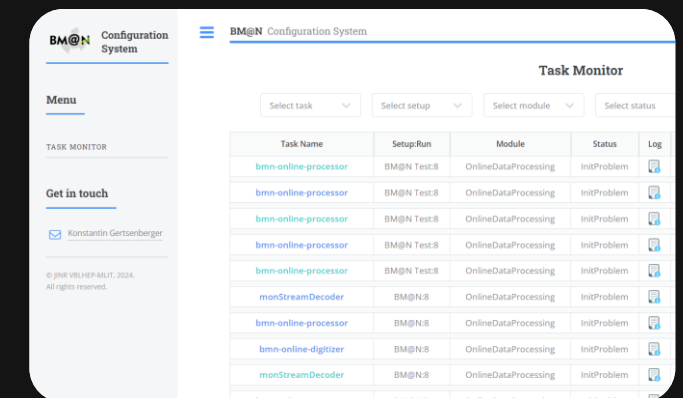 BM@N Configuration System
Menu
TASK MONITOR
Get in touch
Konstantin Gertsenberger
© JINR VBLHEP-MLIT, 2024.
All rights reserved.
BM@N Configuration System
Task Monitor
Select task Select setup Select module Select status
Task Name Setup:Run Module Status Log
bmn-online-processor BM@N Test:8 OnlineDataProcessing InitProblem
bmn-online-processor BM@N Test:8 OnlineDataProcessing InitProblem
bmn-online-processor BM@N Test:8 OnlineDataProcessing InitProblem
bmn-online-processor BM@N Test:8 OnlineDataProcessing InitProblem
bmn-online-processor BM@N Test:8 OnlineDataProcessing InitProblem
monStreamDecoder BM@N:8 OnlineDataProcessing InitProblem
bmn-online-processor BM@N:8 OnlineDataProcessing InitProblem
bmn-online-digitizer BM@N:8 OnlineDataProcessing InitProblem
monStreamDecoder BM@N:8 OnlineDataProcessing InitProblem